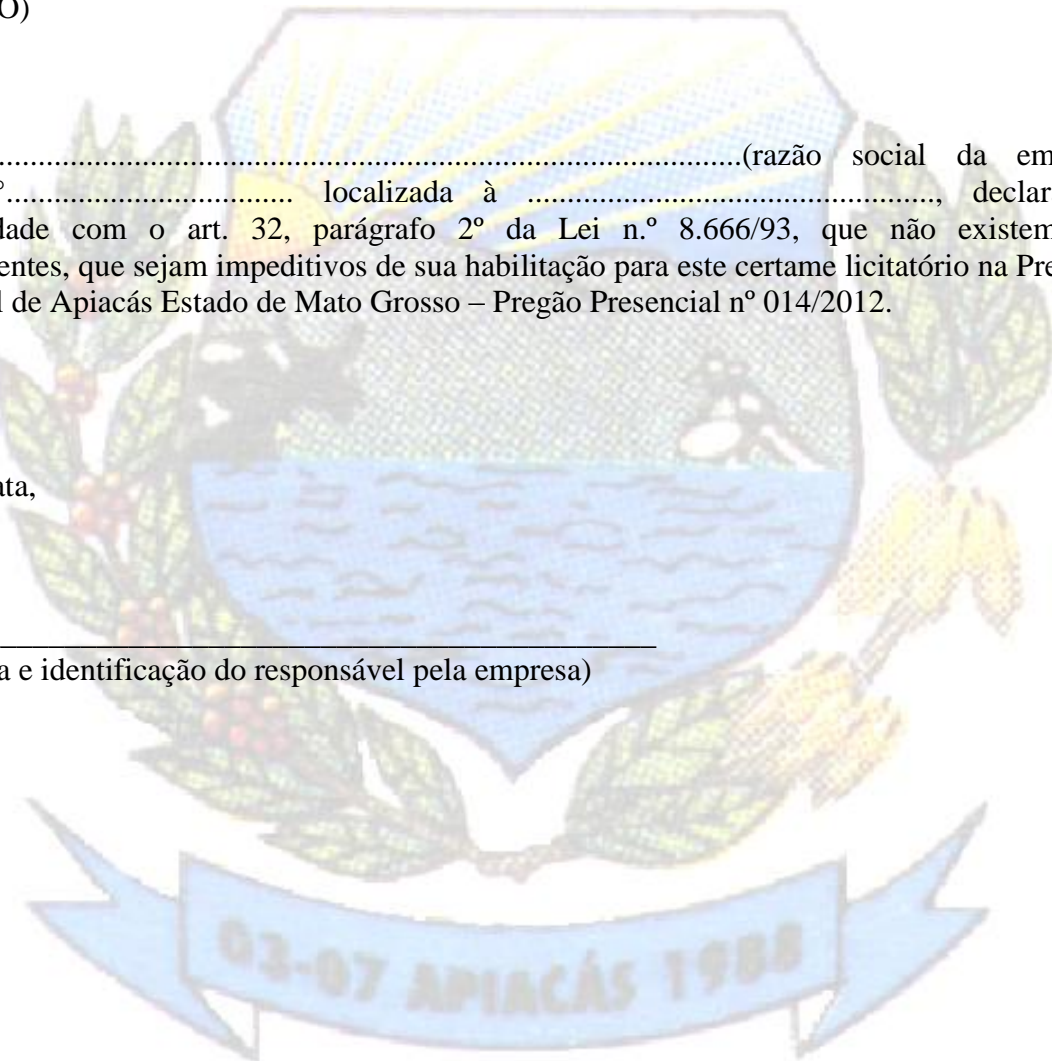 O)
..............................................................................................(razão social da em
°.................................... localizada à ..................................................., declar
dade com o art. 32, parágrafo 2º da Lei n.º 8.666/93, que não existem
entes, que sejam impeditivos de sua habilitação para este certame licitatório na Pre
l de Apiacás Estado de Mato Grosso – Pregão Presencial nº 014/2012.
ata,
_________________________________________
a e identificação do responsável pela empresa)
03-07 APIACÁS 1988